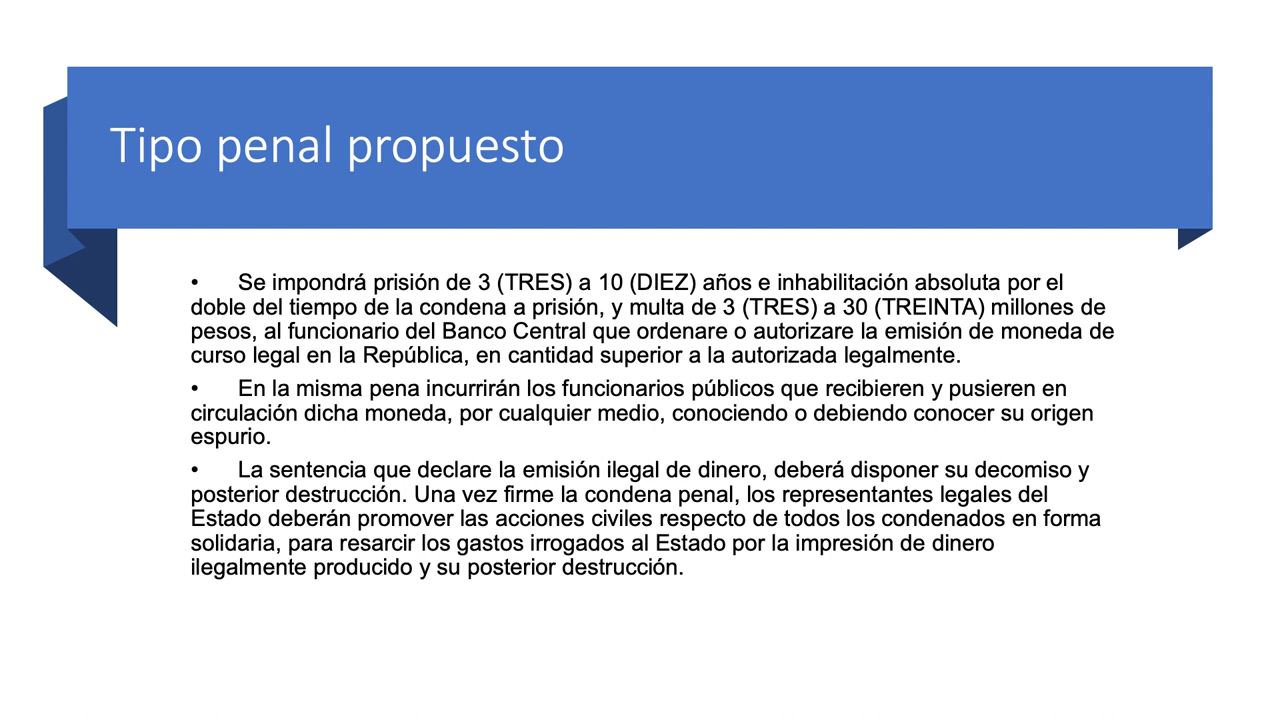 Tipo penal propuesto
• Se impondrá prisión de 3 (TRES) a 10 (DIEZ) años e inhabilitación absoluta por el
doble del tiempo de la condena a prisión, y multa de 3 (TRES) a 30 (TREINTA) millones de
pesos, al funcionario del Banco Central que ordenare o autorizare la emisión de moneda de
curso legal en la República, en cantidad superior a la autorizada legalmente.
• En la misma pena incurrirán los funcionarios públicos que recibieren y pusieren en
circulación dicha moneda, por cualquier medio, conociendo o debiendo conocer su origen
espurio.
• La sentencia que declare la emisión ilegal de dinero, deberá disponer su decomiso y
posterior destrucción. Una vez firme la condena penal, los representantes legales del
Estado deberán promover las acciones civiles respecto de todos los condenados en forma
solidaria, para resarcir los gastos irrogados al Estado por la impresión de dinero
ilegalmente producido y su posterior destrucción.